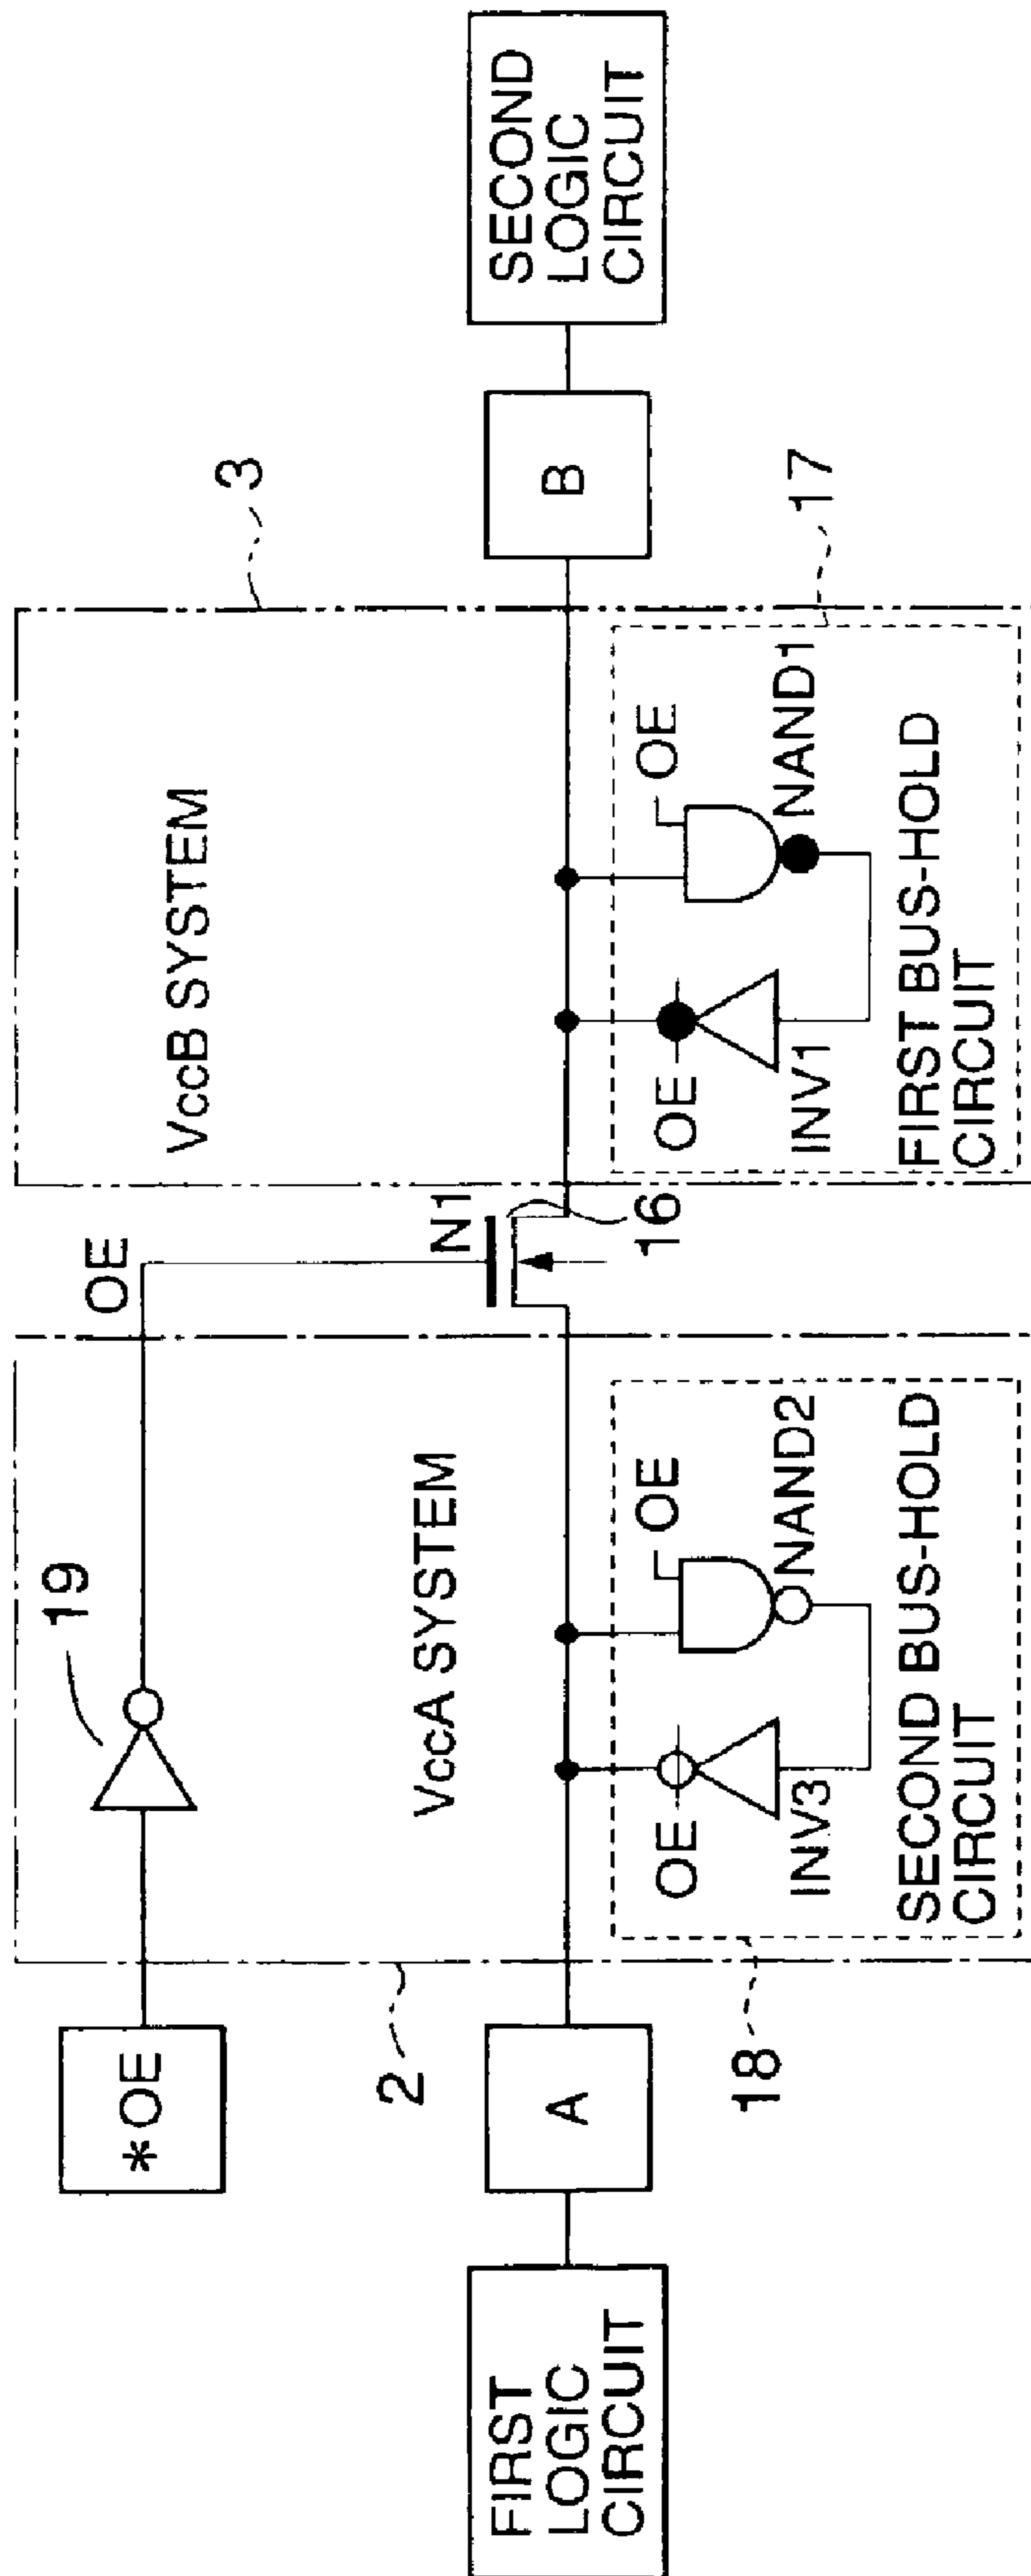 *OE
19
OE
VccA SYSTEM
VccB SYSTEM
2
3
N1
16
FIRST
LOGIC
CIRCUIT
A
B
SECOND
LOGIC
CIRCUIT
18
OE
INV3
OE
NAND2
SECOND BUS-HOLD
CIRCUIT
OE
INV1
OE
NAND1
17
FIRST BUS-HOLD
CIRCUIT